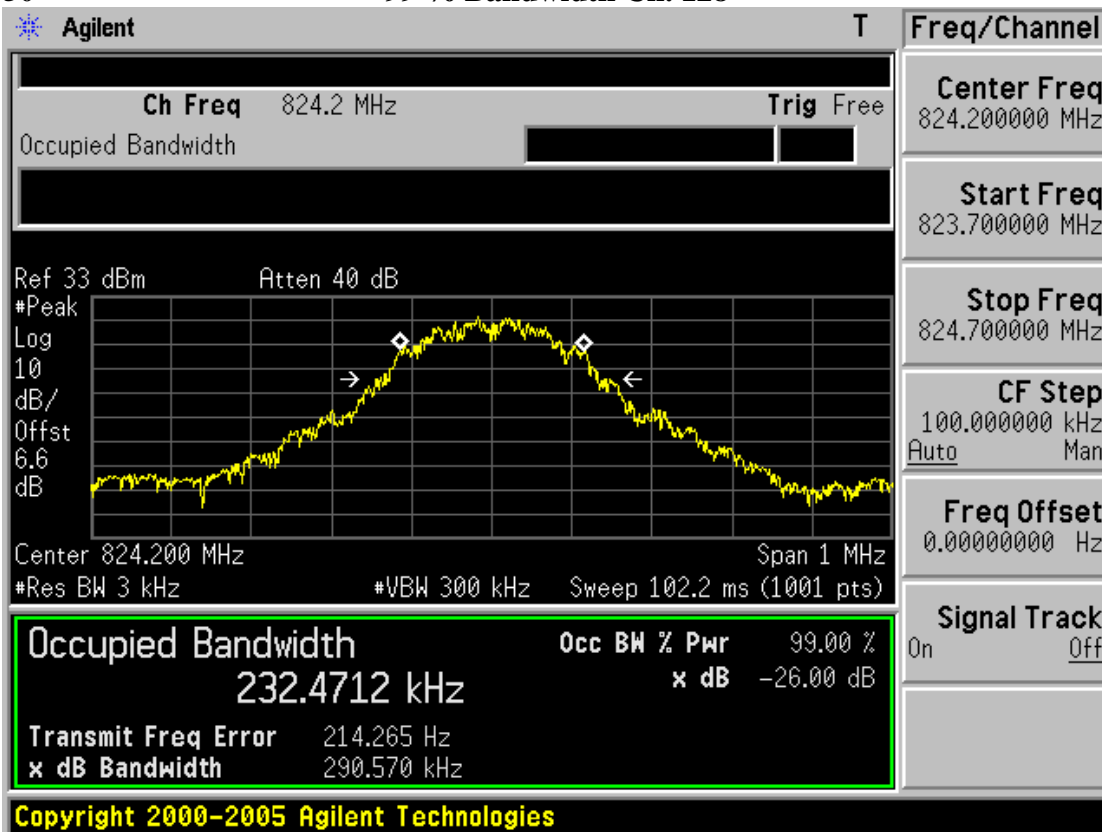 Agilent T
Freq/Channel
Ch Freq 824.2 MHz Trig Free
Occupied Bandwidth
Center Freq
824.200000 MHz
Start Freq
823.700000 MHz
Stop Freq
824.700000 MHz
CF Step
100.000000 kHz
Auto Man
Freq Offset
0.00000000 Hz
Signal Track
On Off
Ref 33 dBm Atten 40 dB
#Peak
Log
10
dB/
Offst
6.6
dB
Center 824.200 MHz Span 1 MHz
#Res BW 3 kHz #VBW 300 kHz Sweep 102.2 ms (1001 pts)
Occupied Bandwidth Occ BW % Pwr 99.00 %
232.4712 kHz x dB -26.00 dB
Transmit Freq Error 214.265 Hz
x dB Bandwidth 290.570 kHz
Copyright 2000-2005 Agilent Technologies